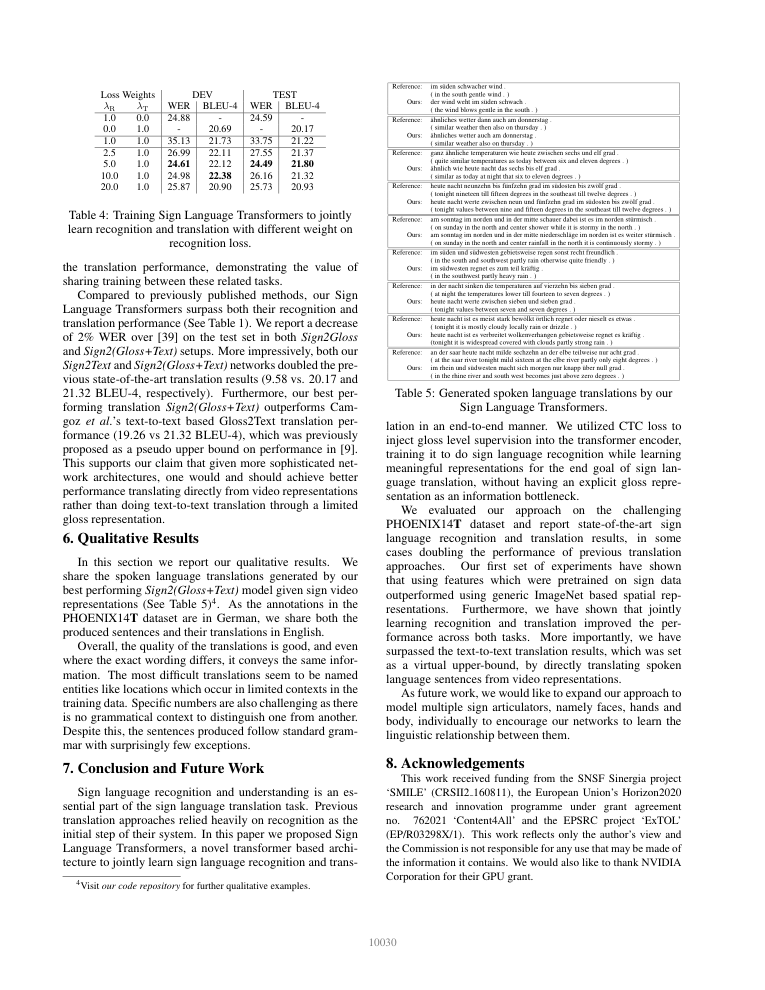 Loss Weights DEV TEST
λR λT WER BLEU-4 WER BLEU-4
1.0 0.0 24.88 - 24.59 -
0.0 1.0 - 20.69 - 20.17
1.0 1.0 35.13 21.73 33.75 21.22
2.5 1.0 26.99 22.11 27.55 21.37
5.0 1.0 24.61 22.12 24.49 21.80
10.0 1.0 24.98 22.38 26.16 21.32
20.0 1.0 25.87 20.90 25.73 20.93
Table 4: Training Sign Language Transformers to jointly
learn recognition and translation with different weight on
recognition loss.
the translation performance, demonstrating the value of
sharing training between these related tasks.
Compared to previously published methods, our Sign
Language Transformers surpass both their recognition and
translation performance (See Table 1). We report a decrease
of 2% WER over [39] on the test set in both Sign2Gloss
and Sign2(Gloss+Text) setups. More impressively, both our
Sign2Text and Sign2(Gloss+Text) networks doubled the pre-
vious state-of-the-art translation results (9.58 vs. 20.17 and
21.32 BLEU-4, respectively). Furthermore, our best per-
forming translation Sign2(Gloss+Text) outperforms Cam-
goz et al.'s text-to-text based Gloss2Text translation per-
formance (19.26 vs 21.32 BLEU-4), which was previously
proposed as a pseudo upper bound on performance in [9].
This supports our claim that given more sophisticated net-
work architectures, one would and should achieve better
performance translating directly from video representations
rather than doing text-to-text translation through a limited
gloss representation.
6. Qualitative Results
In this section we report our qualitative results. We
share the spoken language translations generated by our
best performing Sign2(Gloss+Text) model given sign video
representations (See Table 5)4. As the annotations in the
PHOENIX14T dataset are in German, we share both the
produced sentences and their translations in English.
Overall, the quality of the translations is good, and even
where the exact wording differs, it conveys the same infor-
mation. The most difficult translations seem to be named
entities like locations which occur in limited contexts in the
training data. Specific numbers are also challenging as there
is no grammatical context to distinguish one from another.
Despite this, the sentences produced follow standard gram-
mar with surprisingly few exceptions.
7. Conclusion and Future Work
Sign language recognition and understanding is an es-
sential part of the sign language translation task. Previous
translation approaches relied heavily on recognition as the
initial step of their system. In this paper we proposed Sign
Language Transformers, a novel transformer based archi-
tecture to jointly learn sign language recognition and trans-
4Visit our code repository for further qualitative examples.
Reference: im süden schwacher wind .
( in the south gentle wind . )
Ours: der wind weht im süden schwach .
( the wind blows gentle in the south . )
Reference: ähnliches wetter dann auch am donnerstag .
( similar weather then also on thursday . )
Ours: ähnliches wetter auch am donnerstag .
( similar weather also on thursday . )
Reference: ganz ähnliche temperaturen wie heute zwischen sechs und elf grad .
( quite similar temperatures as today between six and eleven degrees . )
Ours: ähnlich wie heute nacht das sechs bis elf grad .
( similar as today at night that six to eleven degrees . )
Reference: heute nacht neunzehn bis fünfzehn grad im südosten bis zwölf grad .
( tonight nineteen till fifteen degrees in the southeast till twelve degrees . )
Ours: heute nacht werte zwischen neun und fünfzehn grad im südosten bis zwölf grad .
( tonight values between nine and fifteen degrees in the southeast till twelve degrees . )
Reference: am sonntag im norden und in der mitte schauer dabei ist es im norden stürmisch .
( on sunday in the north and center shower while it is stormy in the north . )
Ours: am sonntag im norden und in der mitte niederschläge im norden ist es weiter stürmisch .
( on sunday in the north and center rainfall in the north it is continuously stormy . )
Reference: im süden und südwesten gebietsweise regen sonst recht freundlich .
( in the south and southwest partly rain otherwise quite friendly . )
Ours: im südwesten regnet es zum teil kräftig .
( in the southwest partly heavy rain . )
Reference: in der nacht sinken die temperaturen auf vierzehn bis sieben grad .
( at night the temperatures lower till fourteen to seven degrees . )
Ours: heute nacht werte zwischen sieben und sieben grad .
( tonight values between seven and seven degrees . )
Reference: heute nacht ist es meist stark bewölkt örtlich regnet oder nieselt es etwas .
( tonight it is mostly cloudy locally rain or drizzle . )
Ours: heute nacht ist es verbreitet wolkenverhangen gebietsweise regnet es kräftig .
( tonight it is widespread covered with clouds partly strong rain . )
Reference: an der saar heute nacht milde sechzehn an der elbe teilweise nur acht grad .
( at the saar river tonight mild sixteen at the elbe river partly only eight degrees . )
Ours: im rhein und südwesten macht sich morgen nur knapp über null grad .
( in the rhine river and south west becomes just above zero degrees . )
Table 5: Generated spoken language translations by our
Sign Language Transformers.
lation in an end-to-end manner. We utilized CTC loss to
inject gloss level supervision into the transformer encoder,
training it to do sign language recognition while learning
meaningful representations for the end goal of sign lan-
guage translation, without having an explicit gloss repre-
sentation as an information bottleneck.
We evaluated our approach on the challenging
PHOENIX14T dataset and report state-of-the-art sign
language recognition and translation results, in some
cases doubling the performance of previous translation
approaches. Our first set of experiments have shown
that using features which were pretrained on sign data
outperformed using generic ImageNet based spatial rep-
resentations. Furthermore, we have shown that jointly
learning recognition and translation improved the per-
formance across both tasks. More importantly, we have
surpassed the text-to-text translation results, which was set
as a virtual upper-bound, by directly translating spoken
language sentences from video representations.
As future work, we would like to expand our approach to
model multiple sign articulators, namely faces, hands and
body, individually to encourage our networks to learn the
linguistic relationship between them.
8. Acknowledgements
This work received funding from the SNSF Sinergia project
'SMILE' (CRSII2_160811), the European Union's Horizon2020
research and innovation programme under grant agreement
no. 762021 'Content4All' and the EPSRC project 'ExTOL'
(EP/R03298X/1). This work reflects only the author's view and
the Commission is not responsible for any use that may be made of
the information it contains. We would also like to thank NVIDIA
Corporation for their GPU grant.
10030